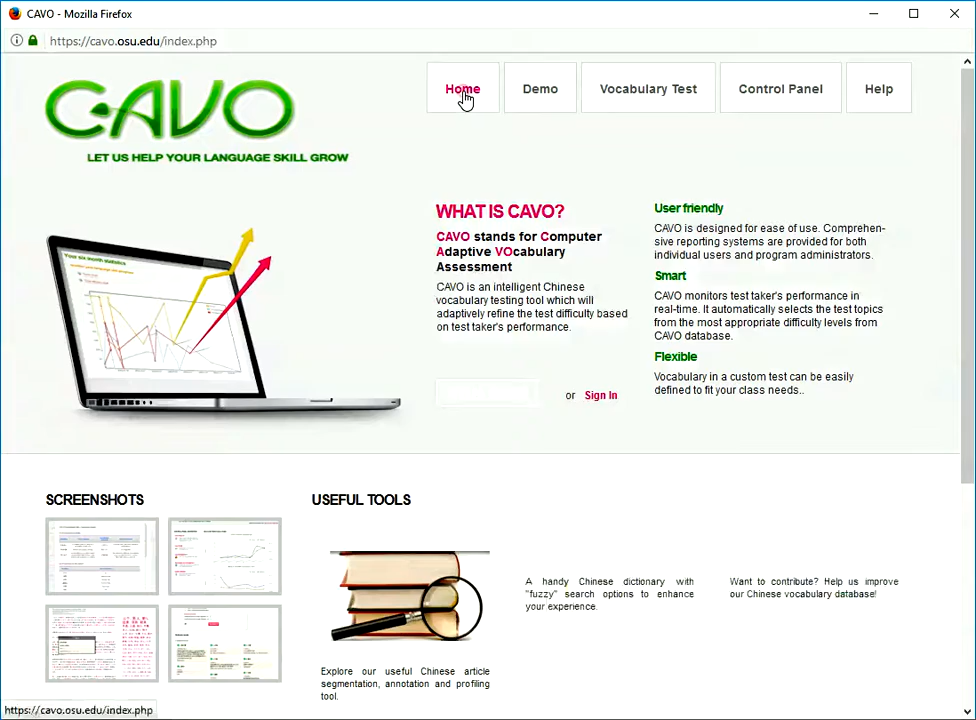 CAVO - Mozilla Firefox
https://cavo.osu.edu/index.php
CAVO
LET US HELP YOUR LANGUAGE SKILL GROW
Home
Demo
Vocabulary Test
Control Panel
Help
Your six month statistics
WHAT IS CAVO?
CAVO stands for Computer
Adaptive VOcabulary
Assessment
CAVO is an intelligent Chinese
vocabulary testing tool which will
adaptively refine the test difficulty based
on test taker's performance.
or Sign In
User friendly
CAVO is designed for ease of use. Comprehen-
sive reporting systems are provided for both
individual users and program administrators.
Smart
CAVO monitors test taker's performance in
real-time. It automatically selects the test topics
from the most appropriate difficulty levels from
CAVO database.
Flexible
Vocabulary in a custom test can be easily
defined to fit your class needs..
SCREENSHOTS
USEFUL TOOLS
Explore our useful Chinese article
segmentation, annotation and profiling
tool.
A handy Chinese dictionary with
"fuzzy" search options to enhance
your experience.
Want to contribute? Help us improve
our Chinese vocabulary database!
https://cavo.osu.edu/index.php